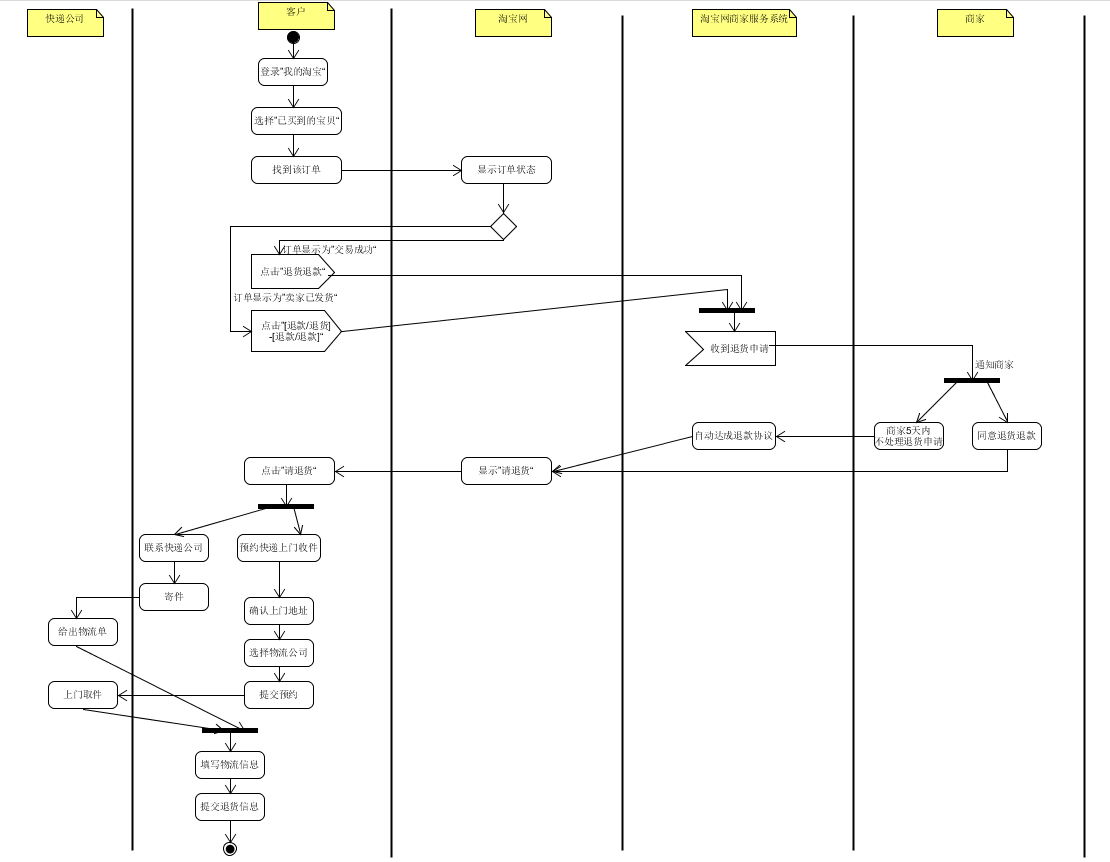 快递公司
客户
淘宝网
淘宝网商家服务系统
商家
登录"我的淘宝"
选择"已买到的宝贝"
找到该订单
显示订单状态
订单显示为"交易成功"
点击"退货退款"
订单显示为"卖家已发货"
点击"[退款/退货]
-[退款/退款]"
收到退货申请
通知商家
自动达成退款协议
商家5天内
不处理退货申请
同意退货退款
点击"请退货"
显示"请退货"
联系快递公司
预约快递上门收件
寄件
确认上门地址
给出物流单
选择物流公司
上门取件
提交预约
填写物流信息
提交退货信息